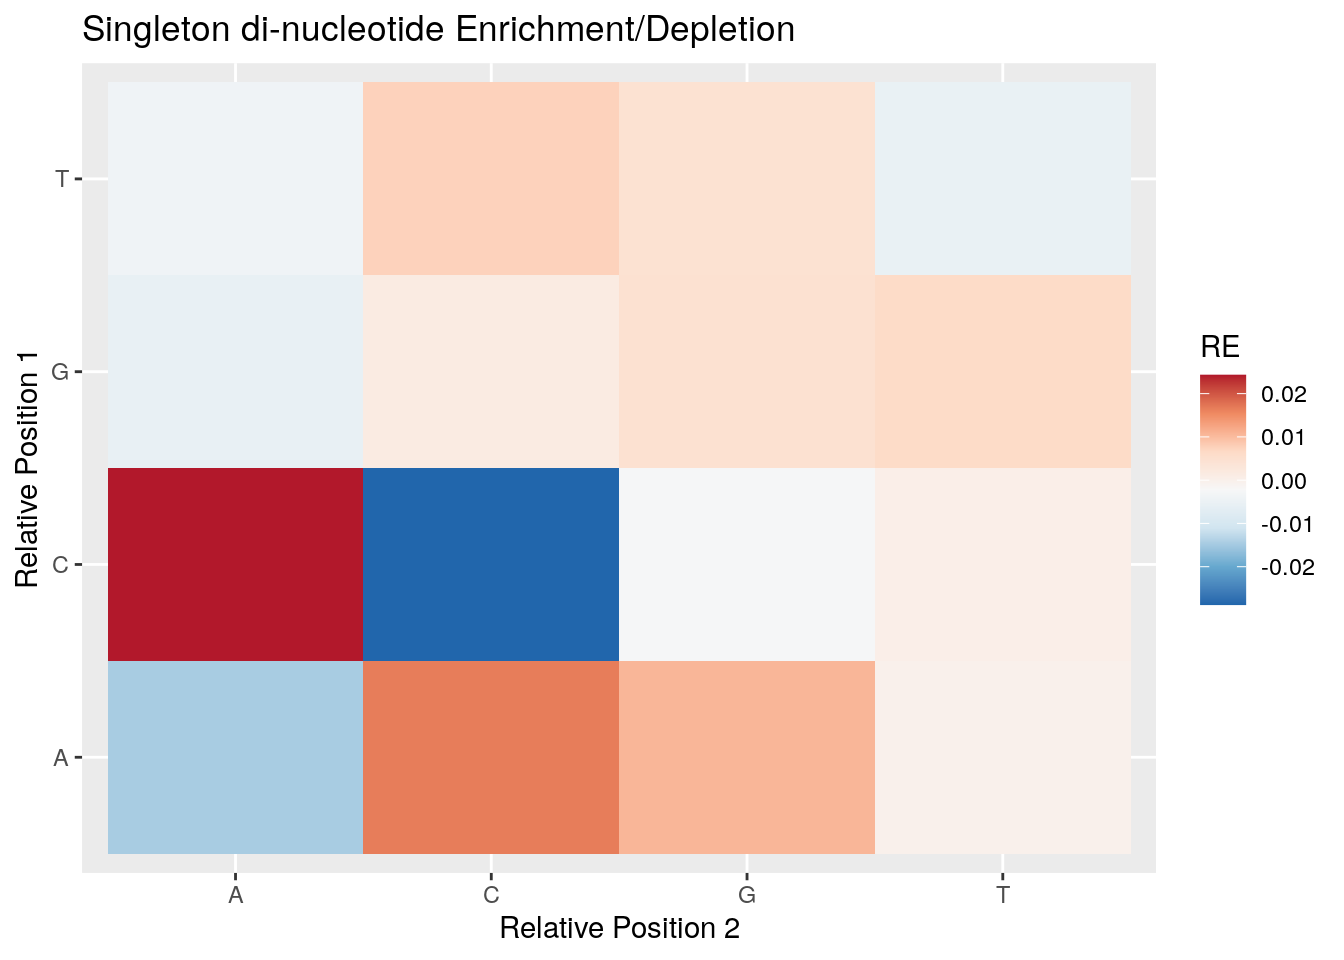 Singleton di-nucleotide Enrichment/Depletion
Relative Position 1
T
G
C
A
A C G T
Relative Position 2
RE
0.02
0.01
0.00
-0.01
-0.02